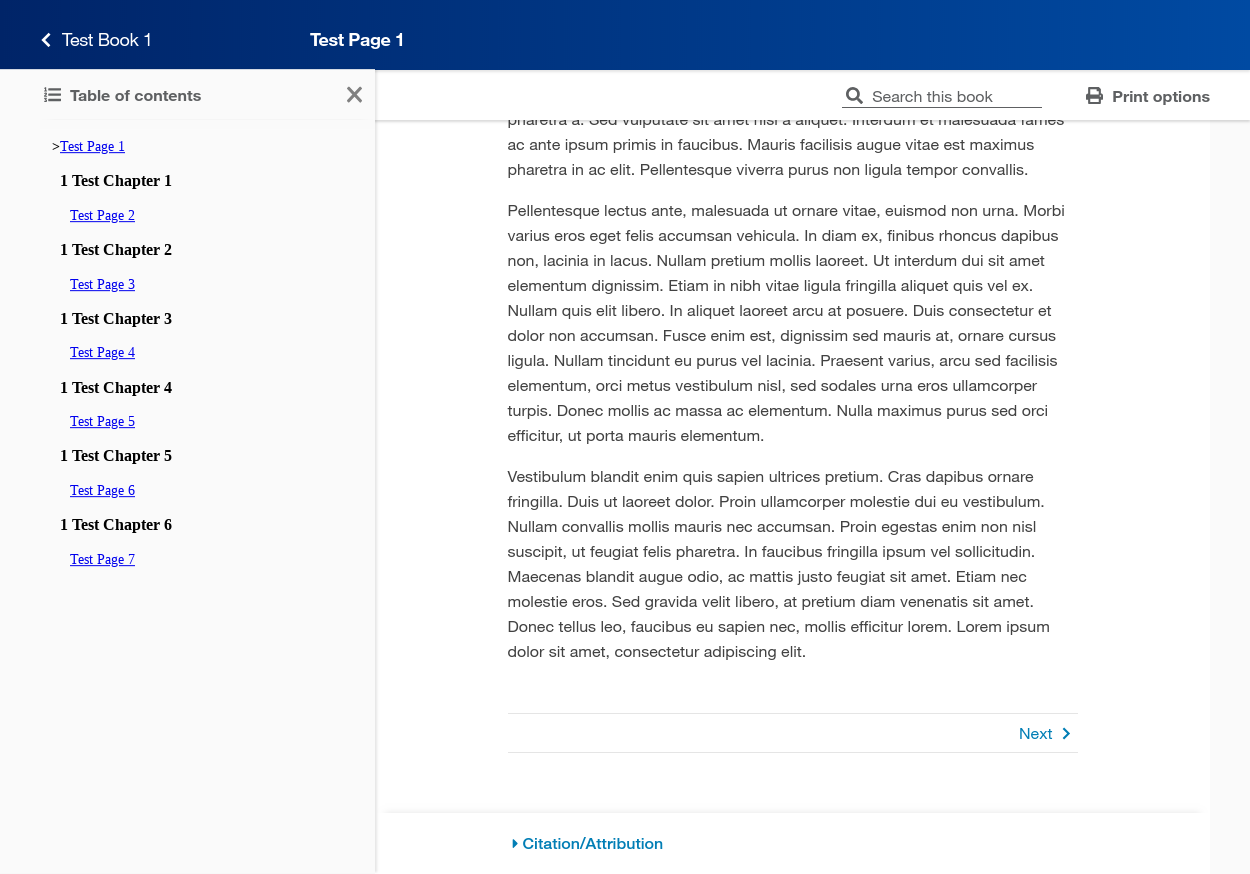 Test Book 1
Test Page 1
Table of contents
Search this book
Print options
>Test Page 1
1 Test Chapter 1
Test Page 2
1 Test Chapter 2
Test Page 3
1 Test Chapter 3
Test Page 4
1 Test Chapter 4
Test Page 5
1 Test Chapter 5
Test Page 6
1 Test Chapter 6
Test Page 7
pharetra a. Sed vulputate sit amet nisi a aliquet. Interdum et malesuada fames
ac ante ipsum primis in faucibus. Mauris facilisis augue vitae est maximus
pharetra in ac elit. Pellentesque viverra purus non ligula tempor convallis.
Pellentesque lectus ante, malesuada ut ornare vitae, euismod non urna. Morbi
varius eros eget felis accumsan vehicula. In diam ex, finibus rhoncus dapibus
non, lacinia in lacus. Nullam pretium mollis laoreet. Ut interdum dui sit amet
elementum dignissim. Etiam in nibh vitae ligula fringilla aliquet quis vel ex.
Nullam quis elit libero. In aliquet laoreet arcu at posuere. Duis consectetur et
dolor non accumsan. Fusce enim est, dignissim sed mauris at, ornare cursus
ligula. Nullam tincidunt eu purus vel lacinia. Praesent varius, arcu sed facilisis
elementum, orci metus vestibulum nisl, sed sodales urna eros ullamcorper
turpis. Donec mollis ac massa ac elementum. Nulla maximus purus sed orci
efficitur, ut porta mauris elementum.
Vestibulum blandit enim quis sapien ultrices pretium. Cras dapibus ornare
fringilla. Duis ut laoreet dolor. Proin ullamcorper molestie dui eu vestibulum.
Nullam convallis mollis mauris nec accumsan. Proin egestas enim non nisl
suscipit, ut feugiat felis pharetra. In faucibus fringilla ipsum vel sollicitudin.
Maecenas blandit augue odio, ac mattis justo feugiat sit amet. Etiam nec
molestie eros. Sed gravida velit libero, at pretium diam venenatis sit amet.
Donec tellus leo, faucibus eu sapien nec, mollis efficitur lorem. Lorem ipsum
dolor sit amet, consectetur adipiscing elit.
Next
Citation/Attribution